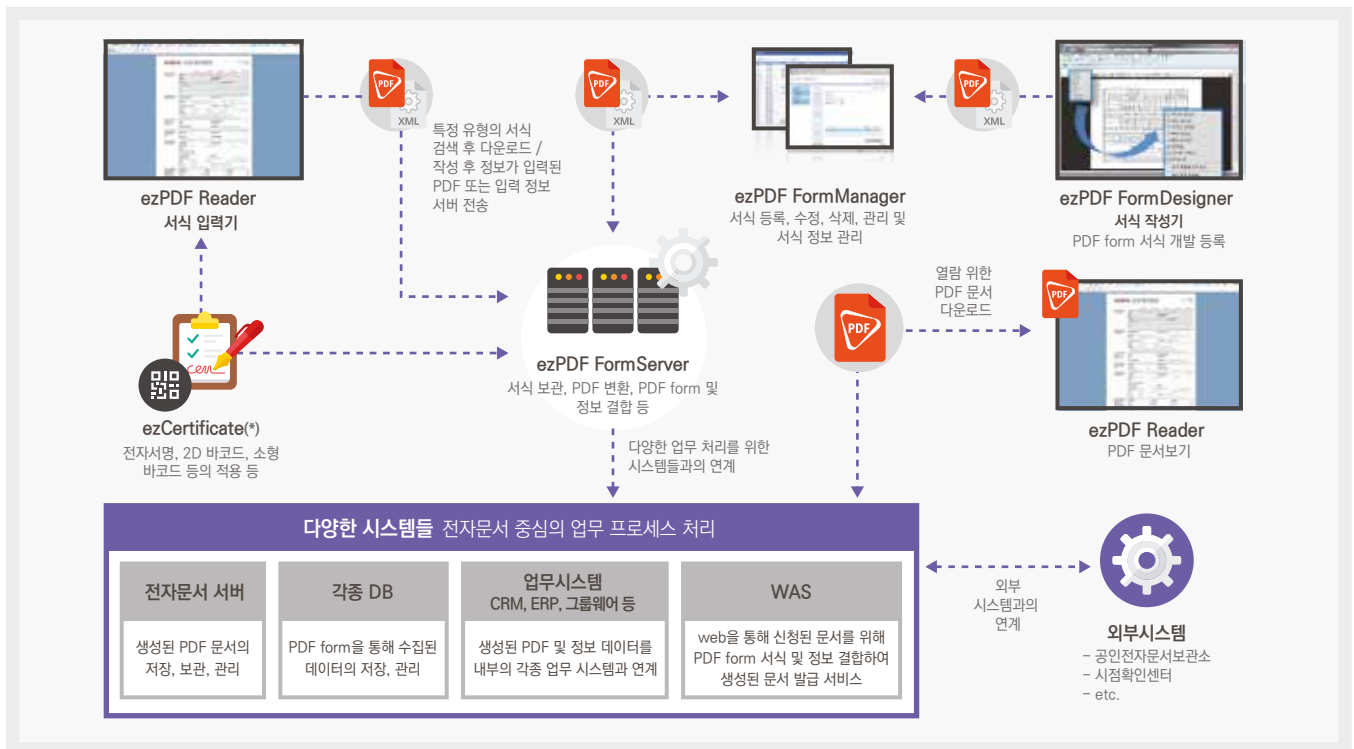 PDF
XML
특정 유형의 서식
검색 후 다운로드 /
작성 후 정보가 입력된
PDF 또는 입력 정보
서버 전송
ezPDF Reader
서식 입력기
PDF
XML
ezPDF FormManager
서식 등록, 수정, 삭제, 관리 및
서식 정보 관리
PDF
XML
ezPDF FormDesigner
서식 작성기
PDF form 서식 개발 등록
ezPDF FormServer
서식 보관, PDF 변환, PDF form 및
정보 결합 등
PDF
열람 위한
PDF 문서
다운로드
PDF
ezPDF Reader
PDF 문서보기
cen
ezCertificate(*)
전자서명, 2D 바코드, 소형
바코드 등의 적용 등
다양한 업무 처리를 위한
시스템들과의 연계
다양한 시스템들 전자문서 중심의 업무 프로세스 처리
전자문서 서버
생성된 PDF 문서의
저장, 보관, 관리
각종 DB
PDF form을 통해 수집된
데이터의 저장, 관리
업무시스템
CRM, ERP, 그룹웨어 등
생성된 PDF 및 정보 데이터를
내부의 각종 업무 시스템과 연계
WAS
web을 통해 신청된 문서를 위해
PDF form 서식 및 정보 결합하여
생성된 문서 발급 서비스
외부
시스템과의
연계
외부시스템
- 공인전자문서보관소
- 시점확인센터
- etc.